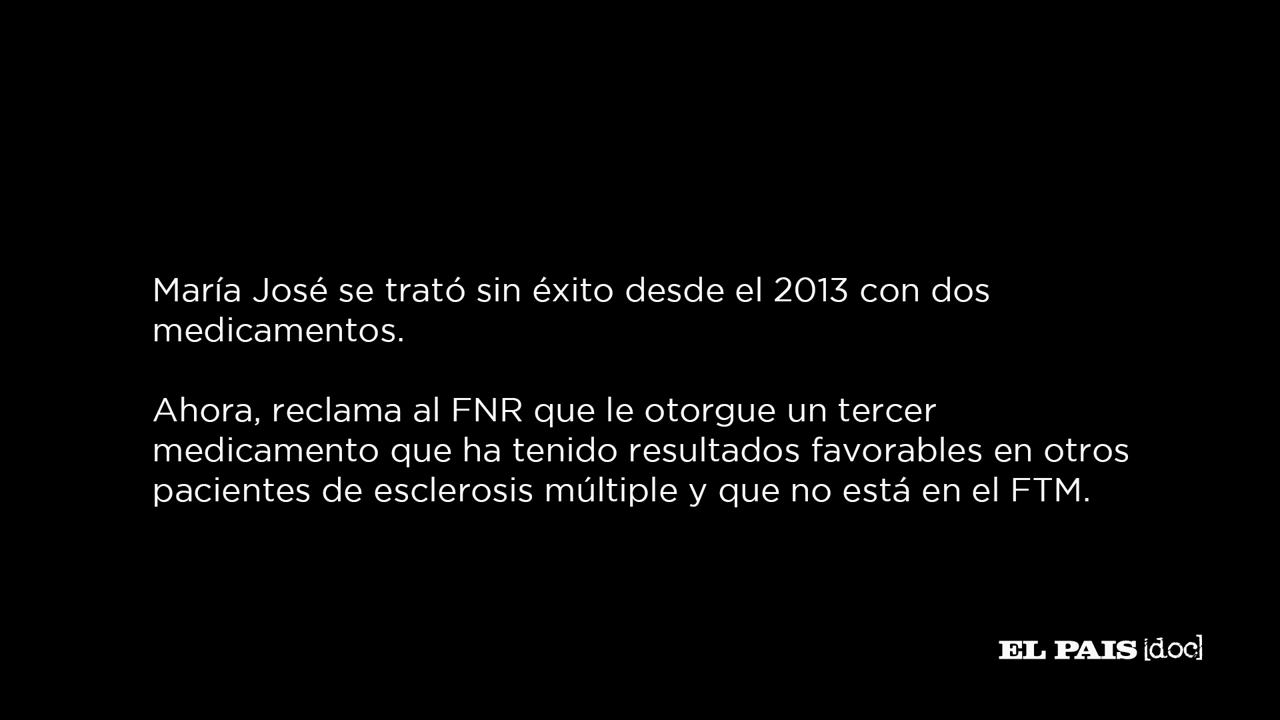 María José se trató sin éxito desde el 2013 con dos
medicamentos.
Ahora, reclama al FNR que le otorgue un tercer
medicamento que ha tenido resultados favorables en otros
pacientes de esclerosis múltiple y que no está en el FTM.
EL PAIS [doc]